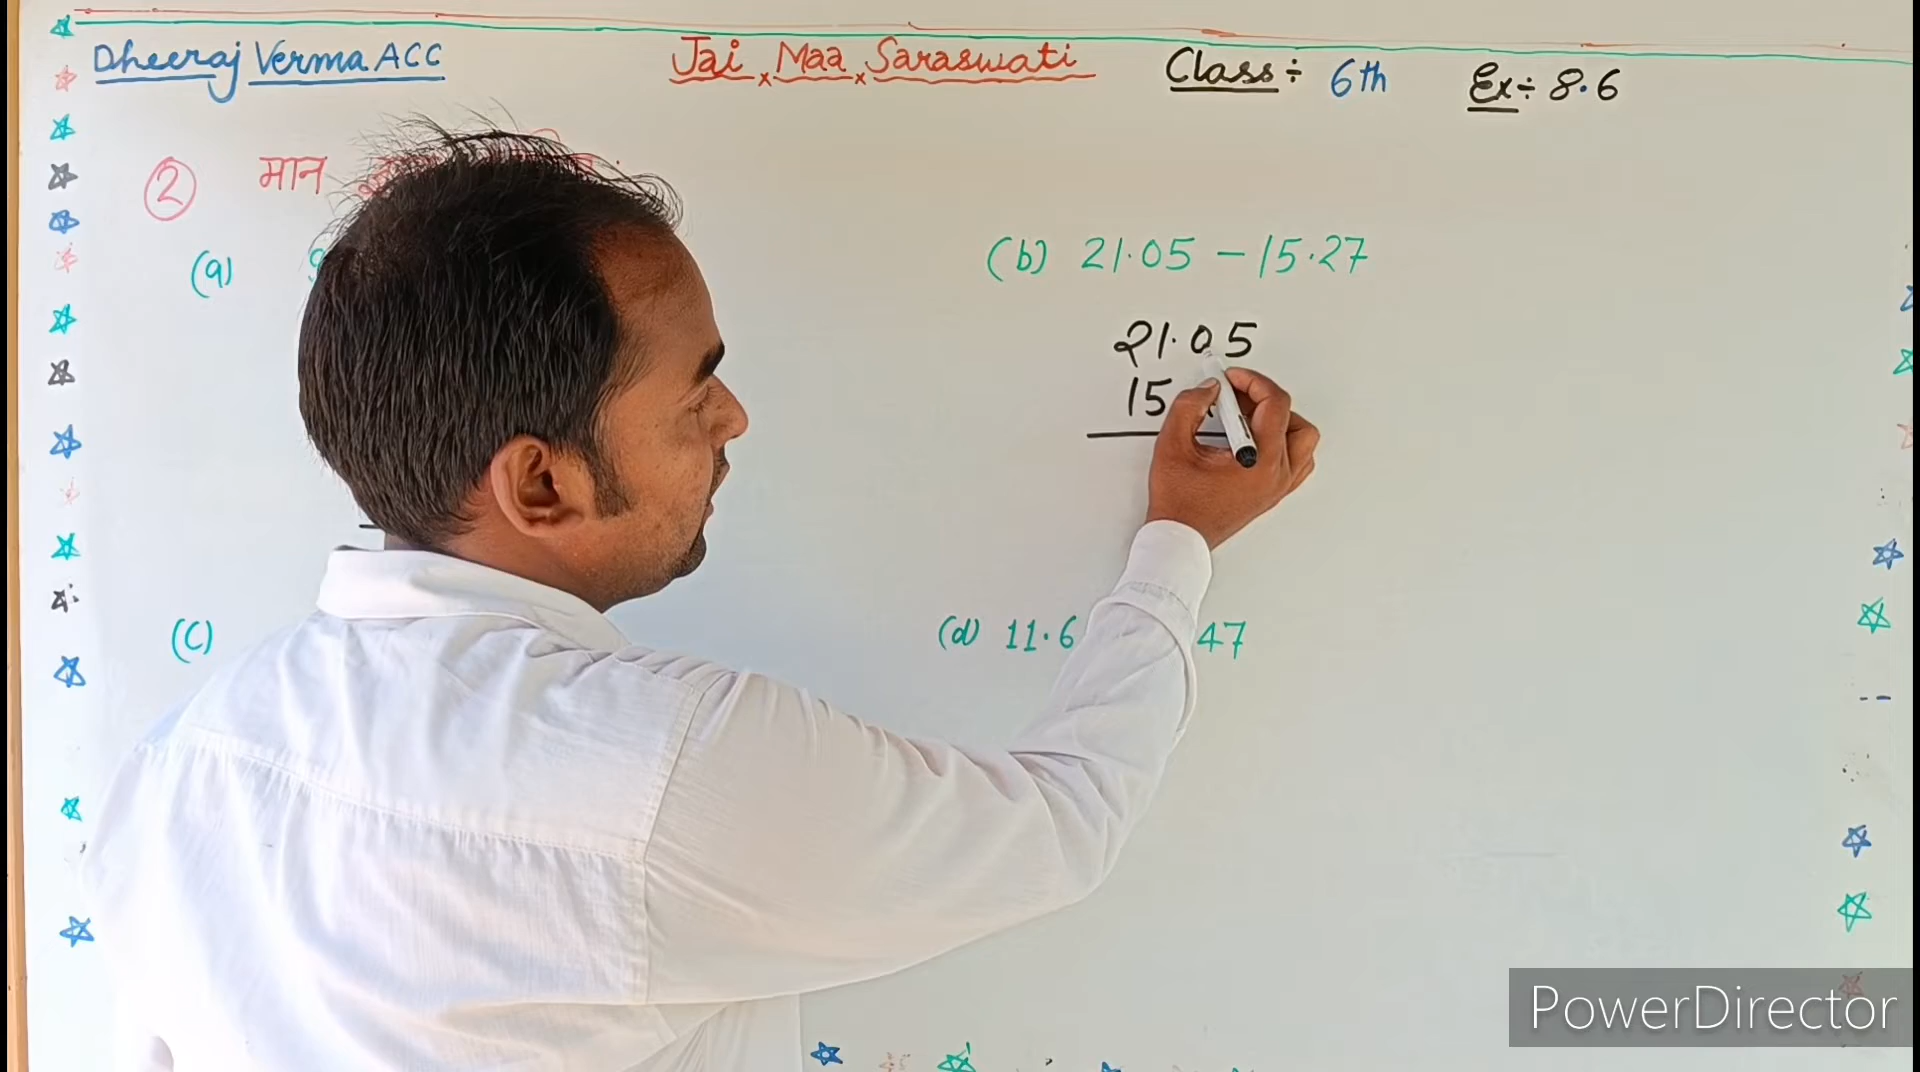 Dheeraj Verma ACC
Jai Maa Saraswati
Class÷ 6th
Ex÷ 8.6
2 मान
(a) 9
(b) 21.05 - 15.27
21.05
15
(c)
(d) 11.6 47
PowerDirector